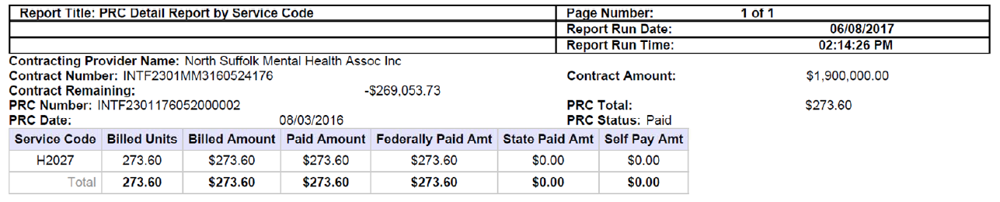 Report Title: PRC Detail Report by Service Code Page Number: 1 of 1
Report Run Date: 06/08/2017
Report Run Time: 02:14:26 PM
Contracting Provider Name: North Suffolk Mental Health Assoc Inc
Contract Number: INTF2301MM3160524176 Contract Amount: $1,900,000.00
Contract Remaining: -$269,053.73
PRC Number: INTF2301176052000002 PRC Total: $273.60
PRC Date: 08/03/2016 PRC Status: Paid
Service Code Billed Units Billed Amount Paid Amount Federally Paid Amt State Paid Amt Self Pay Amt
H2027 273.60 $273.60 $273.60 $273.60 $0.00 $0.00
Total 273.60 $273.60 $273.60 $273.60 $0.00 $0.00